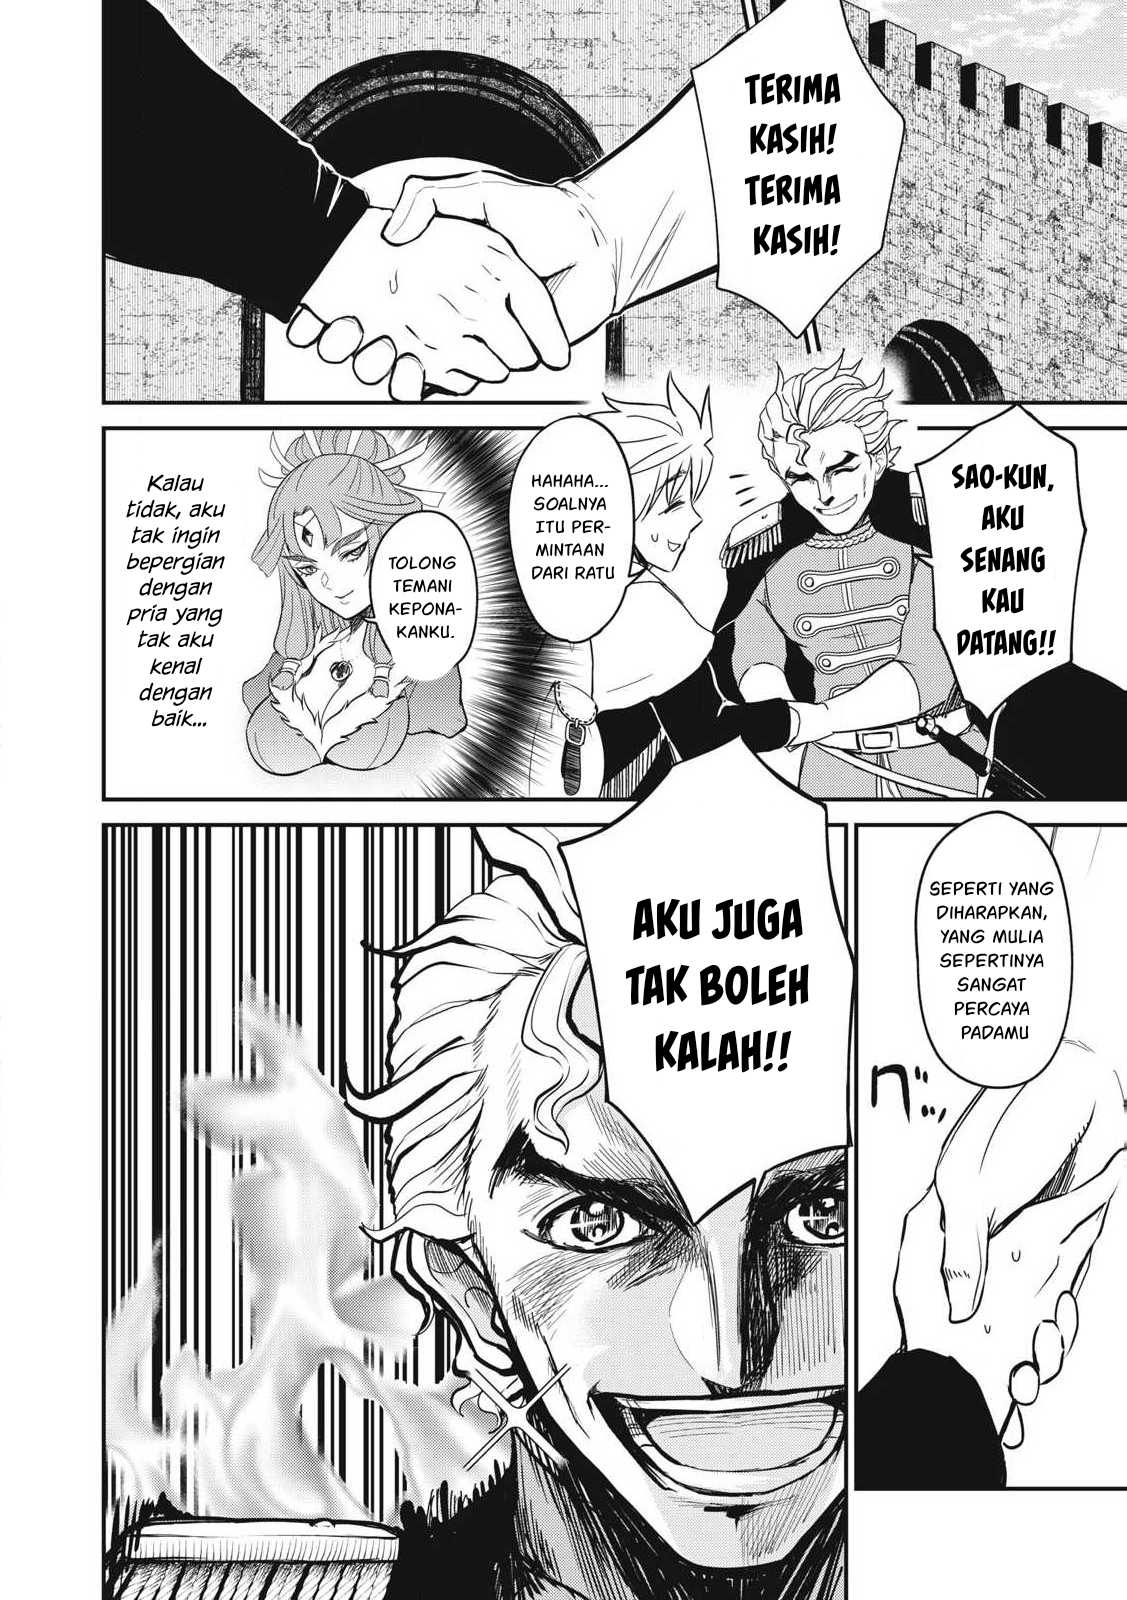 TERIMA
KASIH!
TERIMA
KASIH!
SAO-KUN,
AKU
SENANG
KAU
DATANG!!
HAHAHA...
SOALNYA
ITU PER-
MINTAAN
DARI RATU
TOLONG
TEMANI
KEPONA-
KANKU.
Kalau
tidak, aku
tak ingin
bepergian
dengan
pria yang
tak aku
kenal
dengan
baik...
SEPERTI YANG
DIHARAPKAN,
YANG MULIA
SEPERTINYA
SANGAT
PERCAYA
PADAMU
グッ
AKU JUGA
TAK BOLEH
KALAH!!